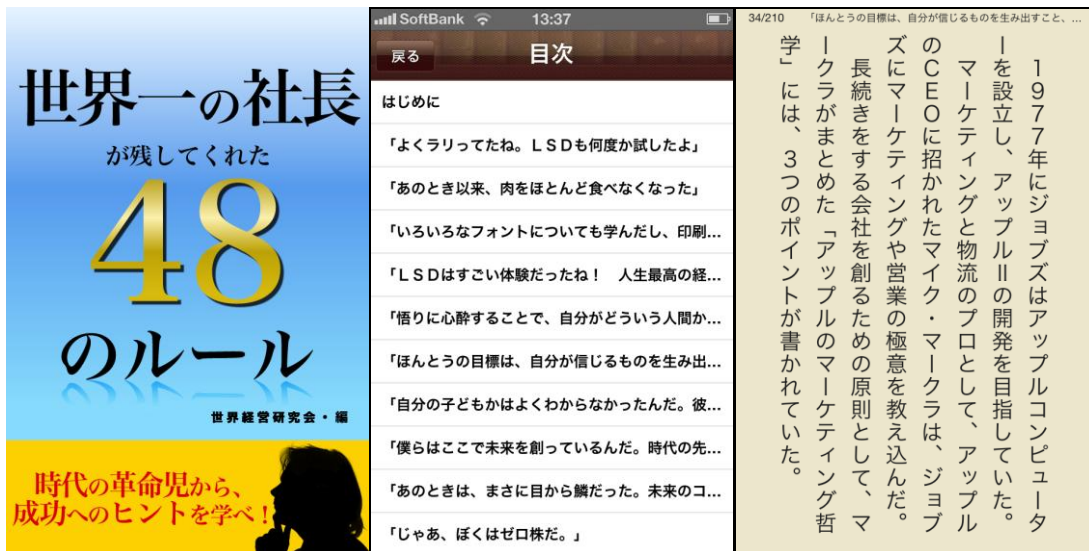 世界一の社長
が残してくれた
48
のルール
世界経営研究会・編
時代の革命児から、
成功へのヒントを学べ！
SoftBank 13:37
戻る
目次
はじめに
「よくラリってたね。ＬＳＤも何度か試したよ」
「あのとき以来、肉をほとんど食べなくなった」
「いろいろなフォントについても学んだし、印刷...
「ＬＳＤはすごい体験だったね！　人生最高の経...
「悟りに心酔することで、自分がどういう人間か...
「ほんとうの目標は、自分が信じるものを生み出...
「自分の子どもかはよくわからなかったんだ。彼...
「僕らはここで未来を創っているんだ。時代の先...
「あのときは、まさに目から鱗だった。未来のコ...
「じゃあ、ぼくはゼロ株だ。」
34/210 「ほんとうの目標は、自分が信じるものを生み出すこと、...
１９７７年にジョブズはアップルコンピュータ
ーを設立し、アップルⅡの開発を目指していた。
マーケティングと物流のプロとして、アップル
のＣＥＯに招かれたマイク・マークラは、ジョブ
ズにマーケティングや営業の極意を教え込んだ。
長続きをする会社を創るための原則として、マ
ークラがまとめた「アップルのマーケティング哲
学」には、３つのポイントが書かれていた。